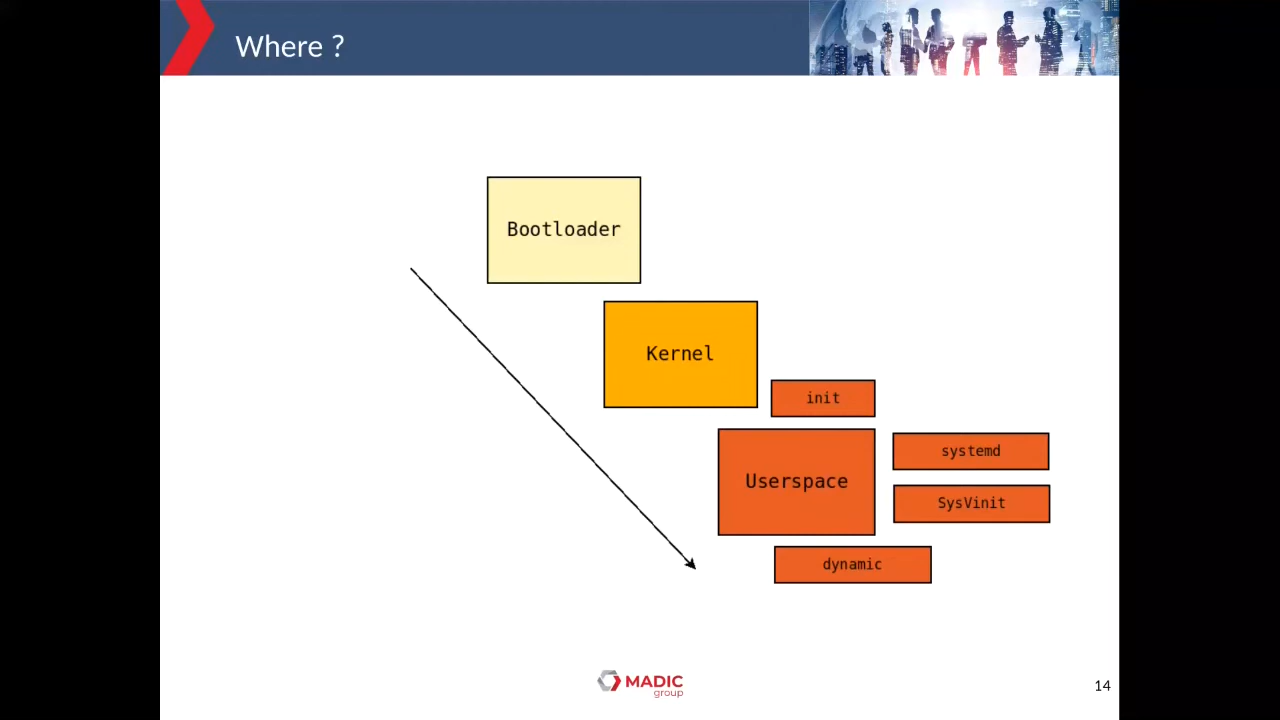 Where ?
Bootloader
Kernel
init
Userspace
systemd
SysVinit
dynamic
MADIC
group
14